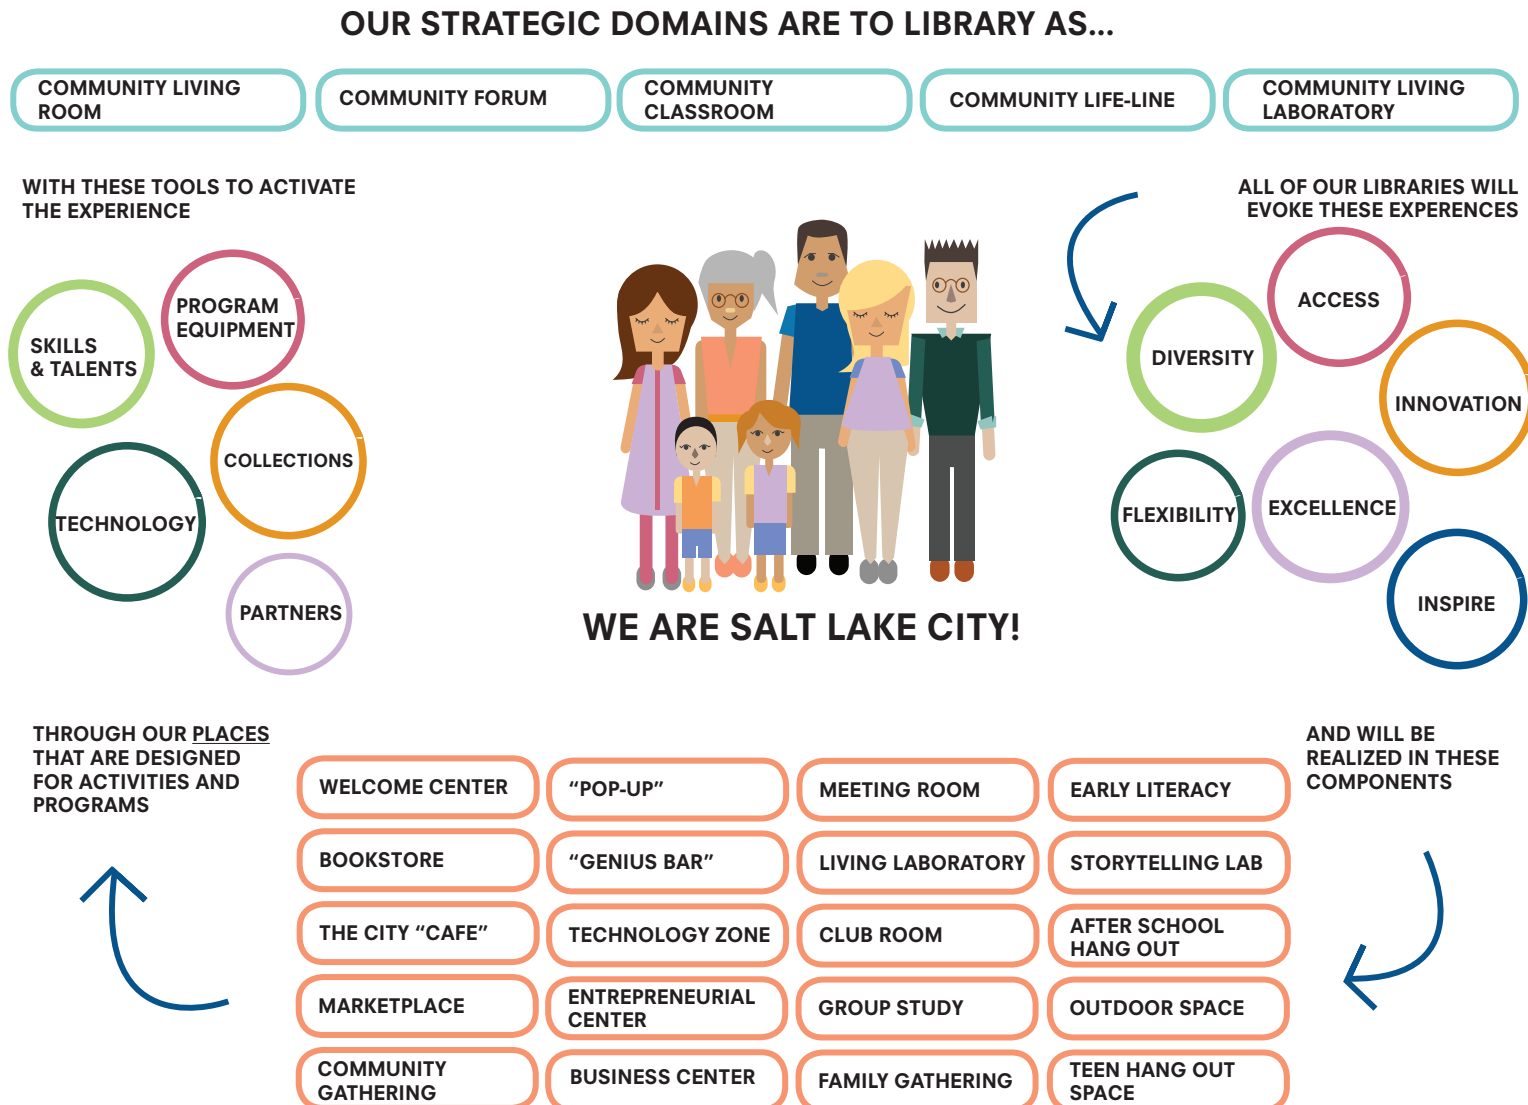 OUR STRATEGIC DOMAINS ARE TO LIBRARY AS...
COMMUNITY LIVING
ROOM
COMMUNITY FORUM
COMMUNITY
CLASSROOM
COMMUNITY LIFE-LINE
COMMUNITY LIVING
LABORATORY
WITH THESE TOOLS TO ACTIVATE
THE EXPERIENCE
SKILLS
& TALENTS
PROGRAM
EQUIPMENT
COLLECTIONS
TECHNOLOGY
PARTNERS
ALL OF OUR LIBRARIES WILL
EVOKE THESE EXPERENCES
ACCESS
DIVERSITY
INNOVATION
FLEXIBILITY
EXCELLENCE
INSPIRE
WE ARE SALT LAKE CITY!
THROUGH OUR PLACES
THAT ARE DESIGNED
FOR ACTIVITIES AND
PROGRAMS
AND WILL BE
REALIZED IN THESE
COMPONENTS
WELCOME CENTER
“POP-UP”
MEETING ROOM
EARLY LITERACY
BOOKSTORE
“GENIUS BAR”
LIVING LABORATORY
STORYTELLING LAB
THE CITY “CAFE”
TECHNOLOGY ZONE
CLUB ROOM
AFTER SCHOOL
HANG OUT
MARKETPLACE
ENTREPRENEURIAL
CENTER
GROUP STUDY
OUTDOOR SPACE
COMMUNITY
GATHERING
BUSINESS CENTER
FAMILY GATHERING
TEEN HANG OUT
SPACE